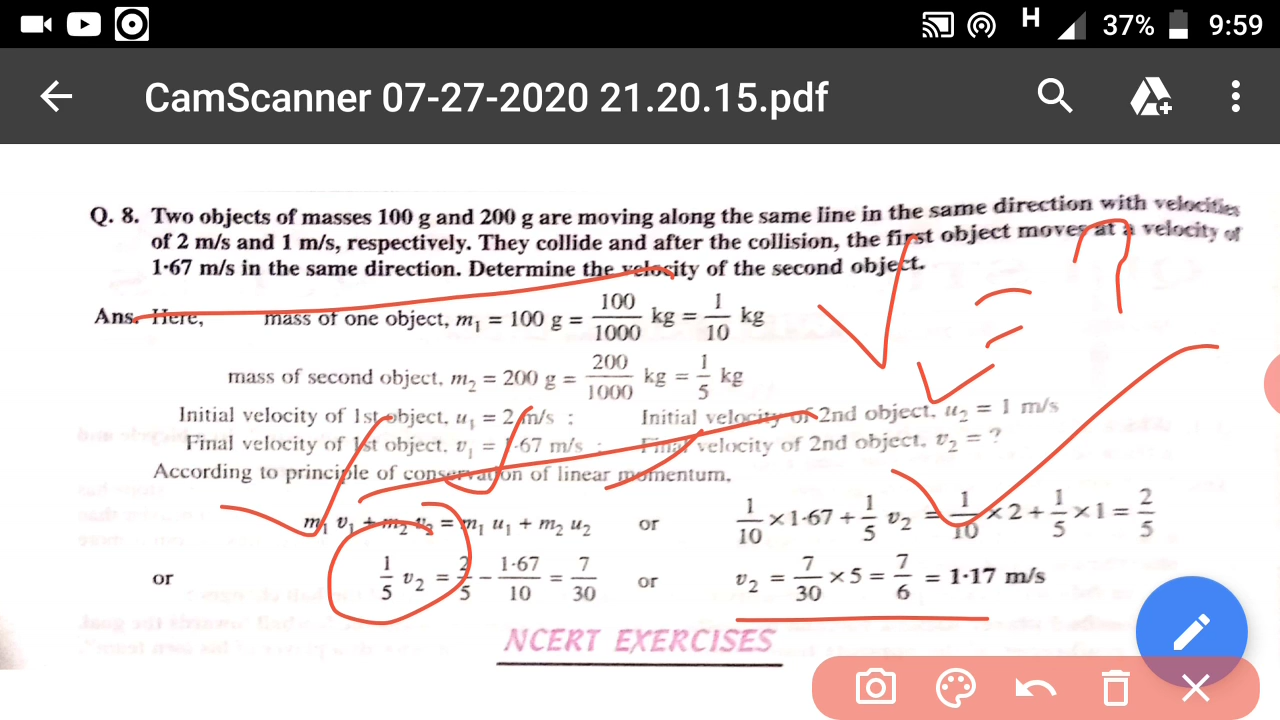 H 37% 9:59
CamScanner 07-27-2020 21.20.15.pdf
Q. 8. Two objects of masses 100 g and 200 g are moving along the same line in the same direction with velocities
of 2 m/s and 1 m/s, respectively. They collide and after the collision, the first object moves at a velocity of
1·67 m/s in the same direction. Determine the velocity of the second object.
Ans. Here, mass of one object, m₁ = 100 g = 100/1000 kg = 1/10 kg
mass of second object, m₂ = 200 g = 200/1000 kg = 1/5 kg
Initial velocity of 1st object, u₁ = 2 m/s ; Initial velocity of 2nd object, u₂ = 1 m/s
Final velocity of 1st object, v₁ = 1·67 m/s ; Final velocity of 2nd object, v₂ = ?
According to principle of conservation of linear momentum,
m₁ v₁ + m₂ v₂ = m₁ u₁ + m₂ u₂ or 1/10 × 1·67 + 1/5 v₂ = 1/10 × 2 + 1/5 × 1 = 2/5
or 1/5 v₂ = 2/5 − 1·67/10 = 7/30 or v₂ = 7/30 × 5 = 7/6 = 1·17 m/s
NCERT EXERCISES